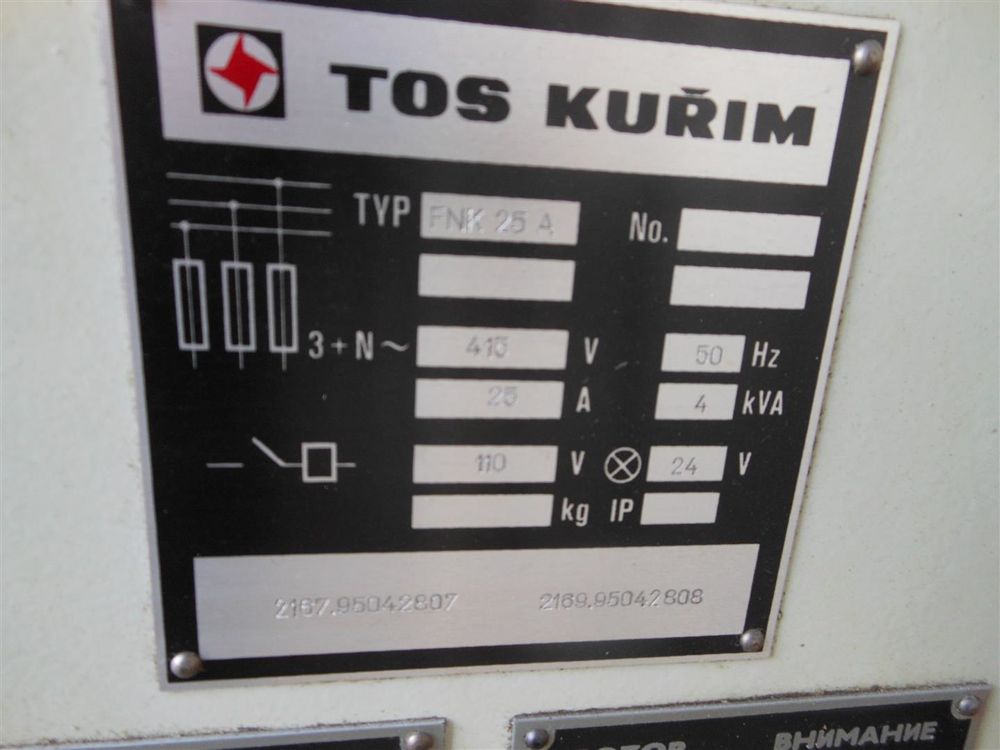 TOS KUŘIM
TYP FNK 25 A No.
3+N~ 415 V 50 Hz
25 A 4 kVA
110 V 24 V
kg IP
2167.95042807 2169.95042808
ВНИМАНИЕ